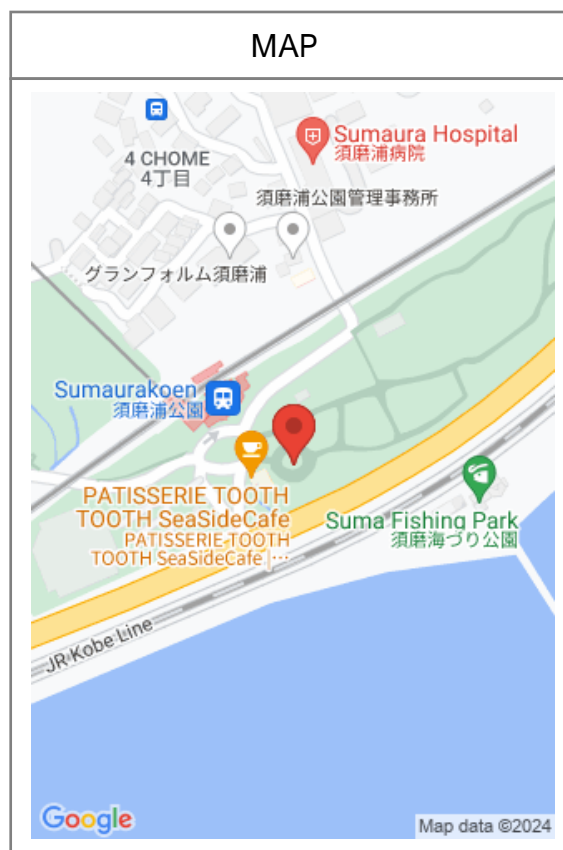 MAP
Sumaura Hospital
須磨浦病院
4 CHOME
4丁目
須磨浦公園管理事務所
グランフォルム須磨浦
Sumaurakoen
須磨浦公園
PATISSERIE TOOTH
TOOTH SeaSideCafe
PATISSERIE TOOTH
TOOTH SeaSideCafe |…
Suma Fishing Park
須磨海づり公園
JR Kobe Line
Google
Map data ©2024